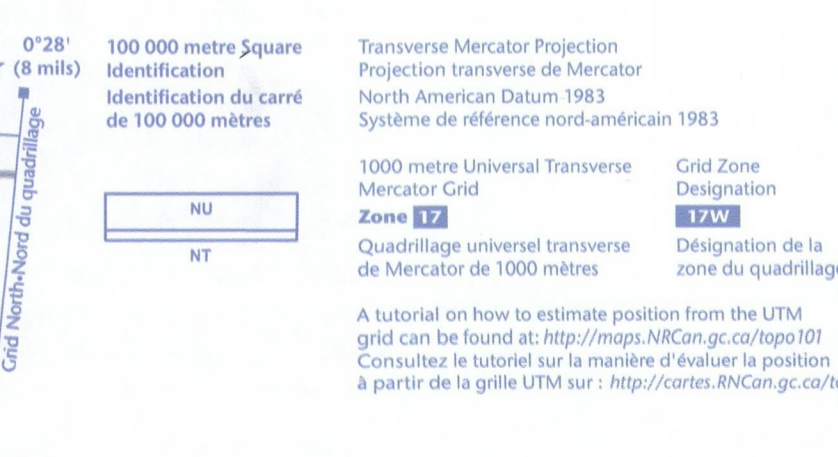 0°28'
(8 mils)
Grid North•Nord du quadrillage
100 000 metre Square
Identification
Identification du carré
de 100 000 mètres
NU
NT
Transverse Mercator Projection
Projection transverse de Mercator
North American Datum 1983
Système de référence nord-américain 1983
1000 metre Universal Transverse
Mercator Grid
Zone 17
Quadrillage universel transverse
de Mercator de 1000 mètres
Grid Zone
Designation
17W
Désignation de la
zone du quadrillage
A tutorial on how to estimate position from the UTM
grid can be found at: http://maps.NRCan.gc.ca/topo101
Consultez le tutoriel sur la manière d'évaluer la position
à partir de la grille UTM sur : http://cartes.RNCan.gc.ca/to